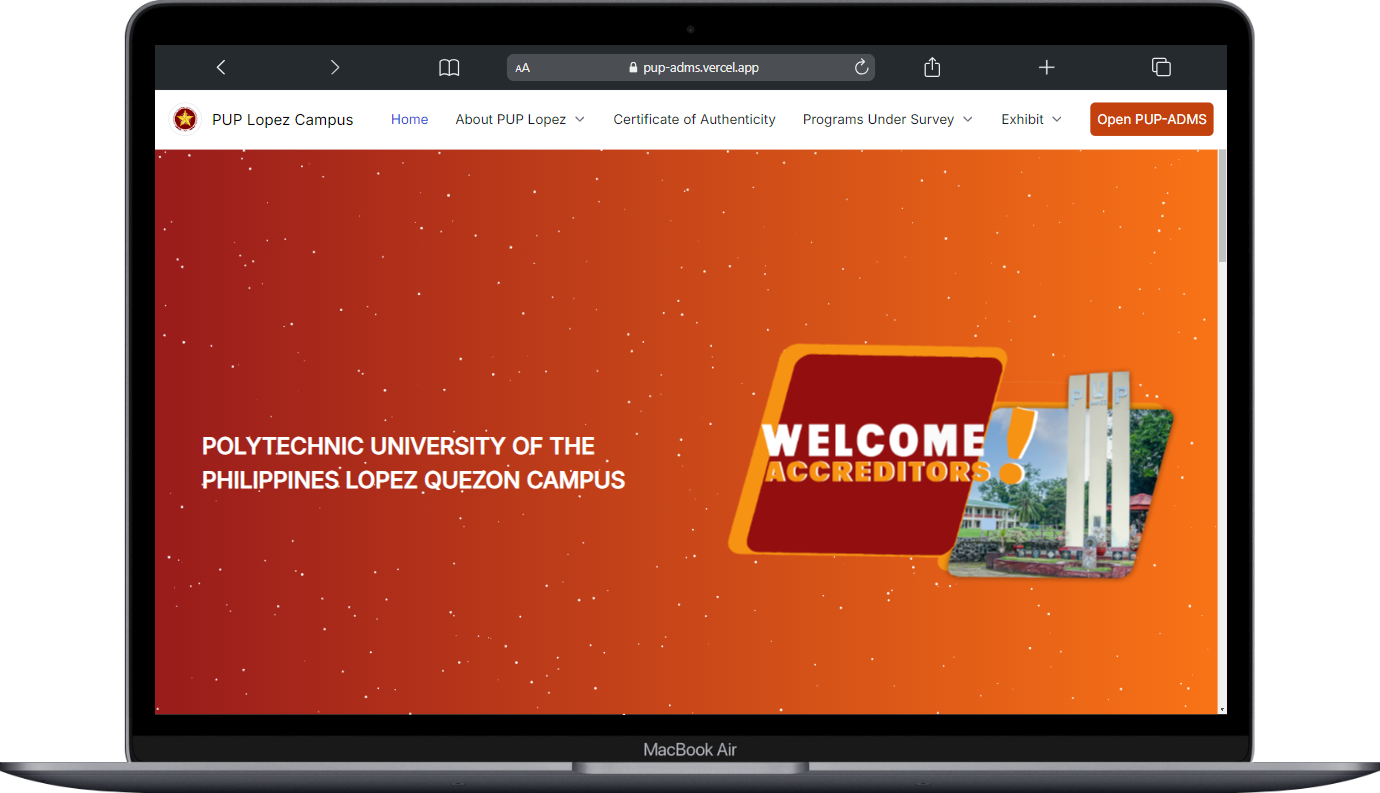 AA
pup-adms.vercel.app
PUP Lopez Campus
Home
About PUP Lopez
Certificate of Authenticity
Programs Under Survey
Exhibit
Open PUP-ADMS
POLYTECHNIC UNIVERSITY OF THE
PHILIPPINES LOPEZ QUEZON CAMPUS
WELCOME
ACCREDITORS!
P U P
MacBook Air